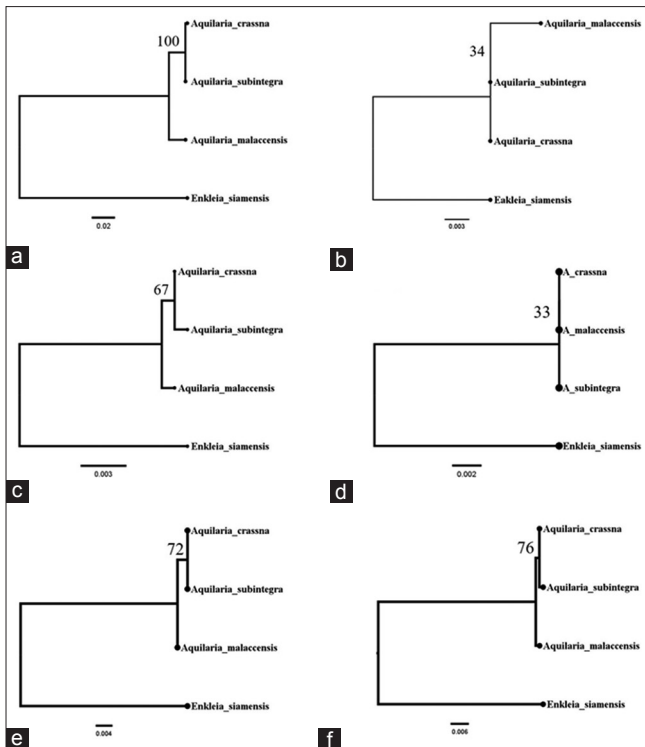 Aquilaria_crassna
100
Aquilaria_subintegra
Aquilaria_malaccensis
Enkleia_siamensis
0.02
a
Aquilaria_malaccensis
34
Aquilaria_subintegra
Aquilaria_crassna
Eakleia_siamensis
0.003
b
Aquilaria_crassna
67
Aquilaria_subintegra
Aquilaria_malaccensis
Enkleia_siamensis
0.003
c
A_crassna
33
A_malaccensis
A_subintegra
Enkleia_siamensis
0.002
d
Aquilaria_crassna
72
Aquilaria_subintegra
Aquilaria_malaccensis
Enkleia_siamensis
0.004
e
Aquilaria_crassna
76
Aquilaria_subintegra
Aquilaria_malaccensis
Enkleia_siamensis
0.006
f